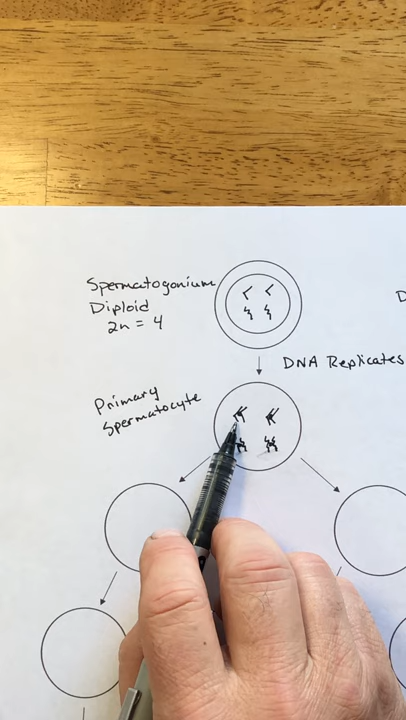 Spermatogonium
Diploid
2n = 4
D
DNA Replicates
Primary
Spermatocyte